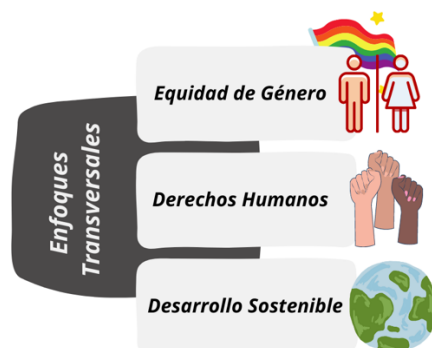 Enfoques
Transversales
Equidad de Género
Derechos Humanos
Desarrollo Sostenible